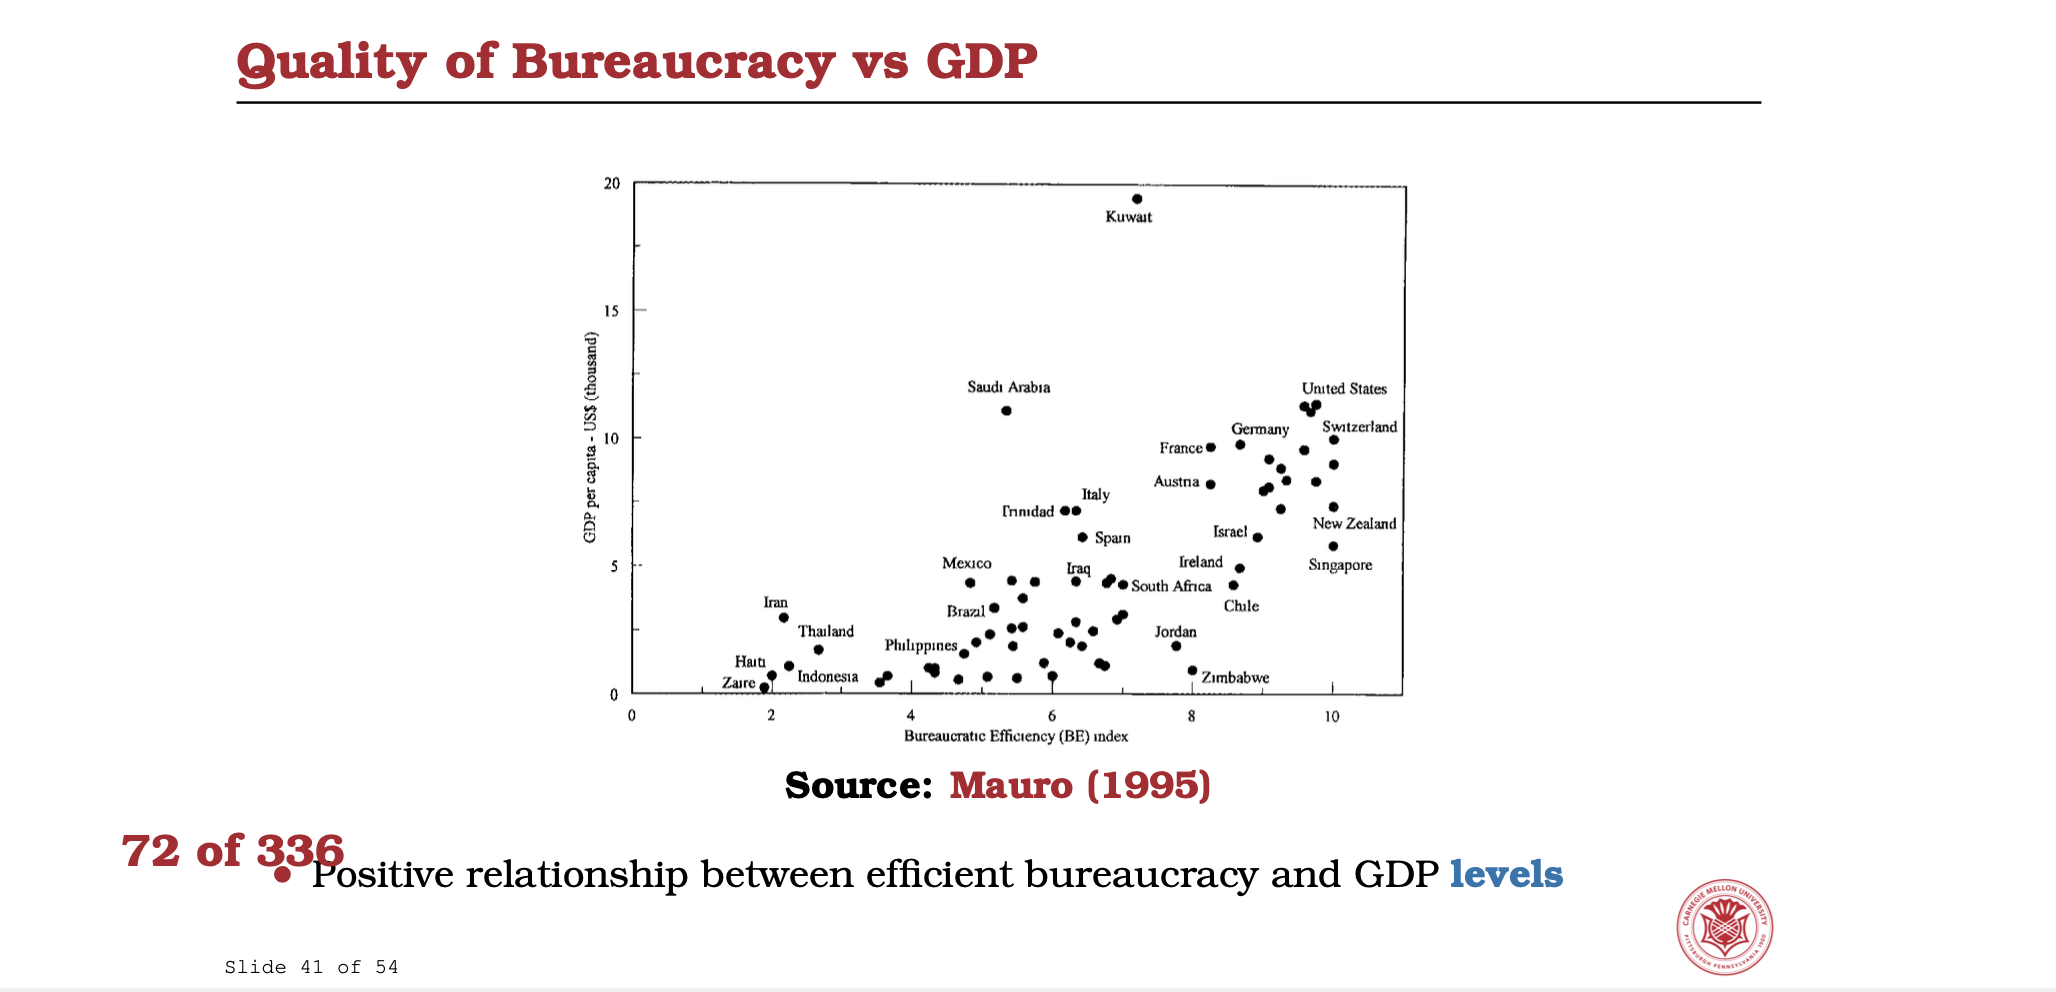 Quality of Bureaucracy vs GDP
20
Kuwait
15
Saudi Arabia
United States
10
Germany
Switzerland
France
Austria
Italy
Trinidad
Spain
Israel
New Zealand
Singapore
5
Mexico
Iraq
Ireland
South Africa
Chile
Iran
Brazil
Thailand
Philippines
Jordan
Haiti
Indonesia
Zaire
Zimbabwe
0
GDP per capita - US$ (thousand)
0 2 4 6 8 10
Bureaucratic Efficiency (BE) index
Source: Mauro (1995)
72 of 336
• Positive relationship between efficient bureaucracy and GDP levels
CARNEGIE MELLON UNIVERSITY
PITTSBURGH PENNSYLVANIA 1900
Slide 41 of 54